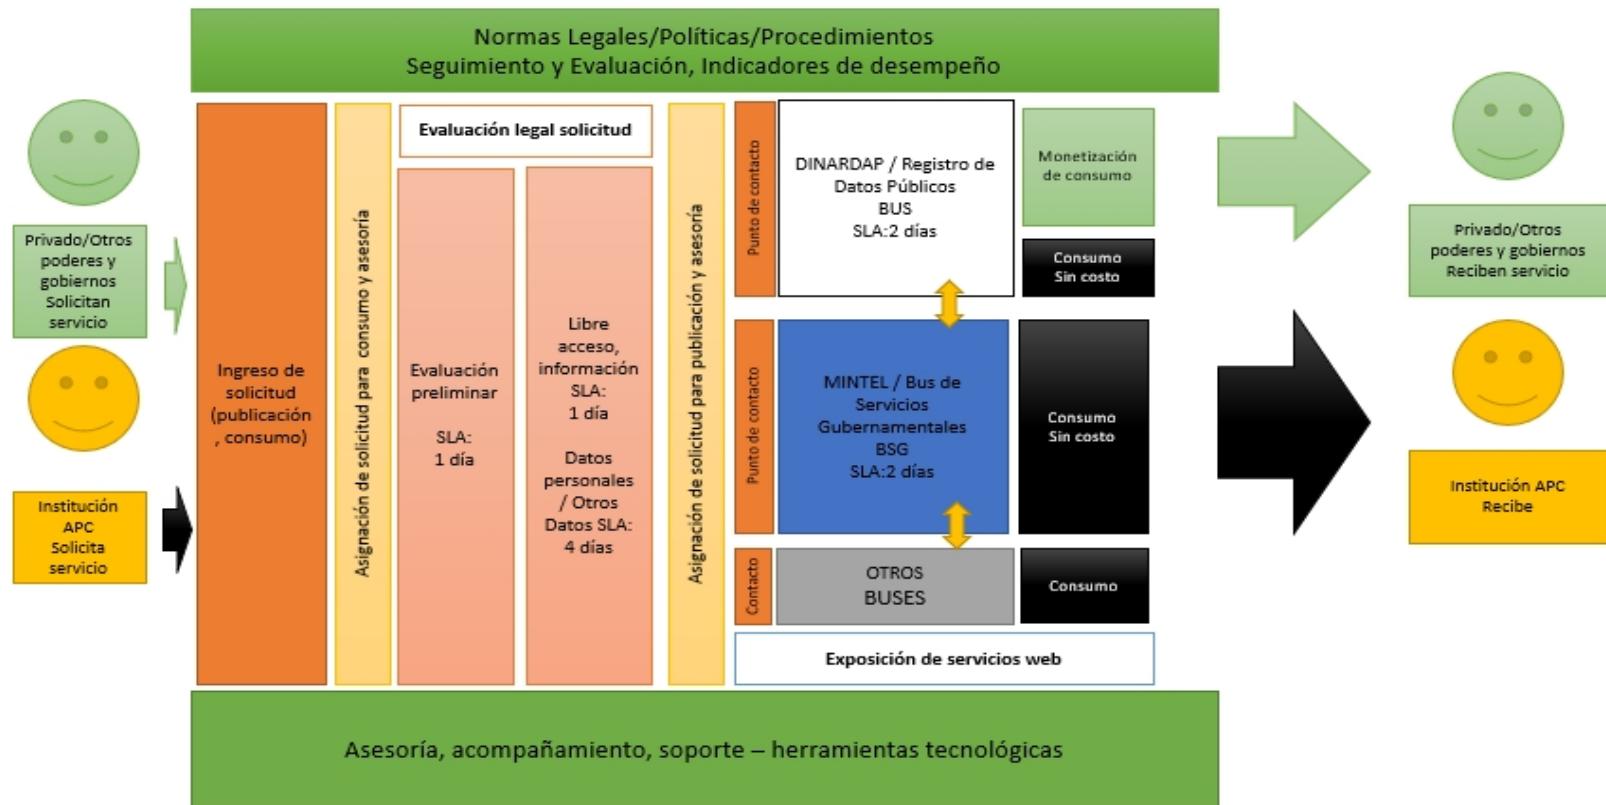 Normas Legales/Políticas/Procedimientos
Seguimiento y Evaluación, Indicadores de desempeño
Privado/Otros
poderes y
gobiernos
Solicitan
servicio
Institución
APC
Solicita
servicio
Ingreso de
solicitud
(publicación
, consumo)
Asignación de solicitud para consumo y asesoría
Evaluación legal solicitud
Evaluación
preliminar
SLA:
1 día
Libre
acceso,
información
SLA:
1 día
Datos
personales
/ Otros
Datos SLA:
4 días
Asignación de solicitud para publicación y asesoría
Punto de contacto
DINARDAP / Registro de
Datos Públicos
BUS
SLA:2 días
Monetización
de consumo
Consumo
Sin costo
Punto de contacto
MINTEL / Bus de
Servicios
Gubernamentales
BSG
SLA:2 días
Consumo
Sin costo
Contacto
OTROS
BUSES
Consumo
Exposición de servicios web
Privado/Otros
poderes y gobiernos
Reciben servicio
Institución APC
Recibe
Asesoría, acompañamiento, soporte – herramientas tecnológicas